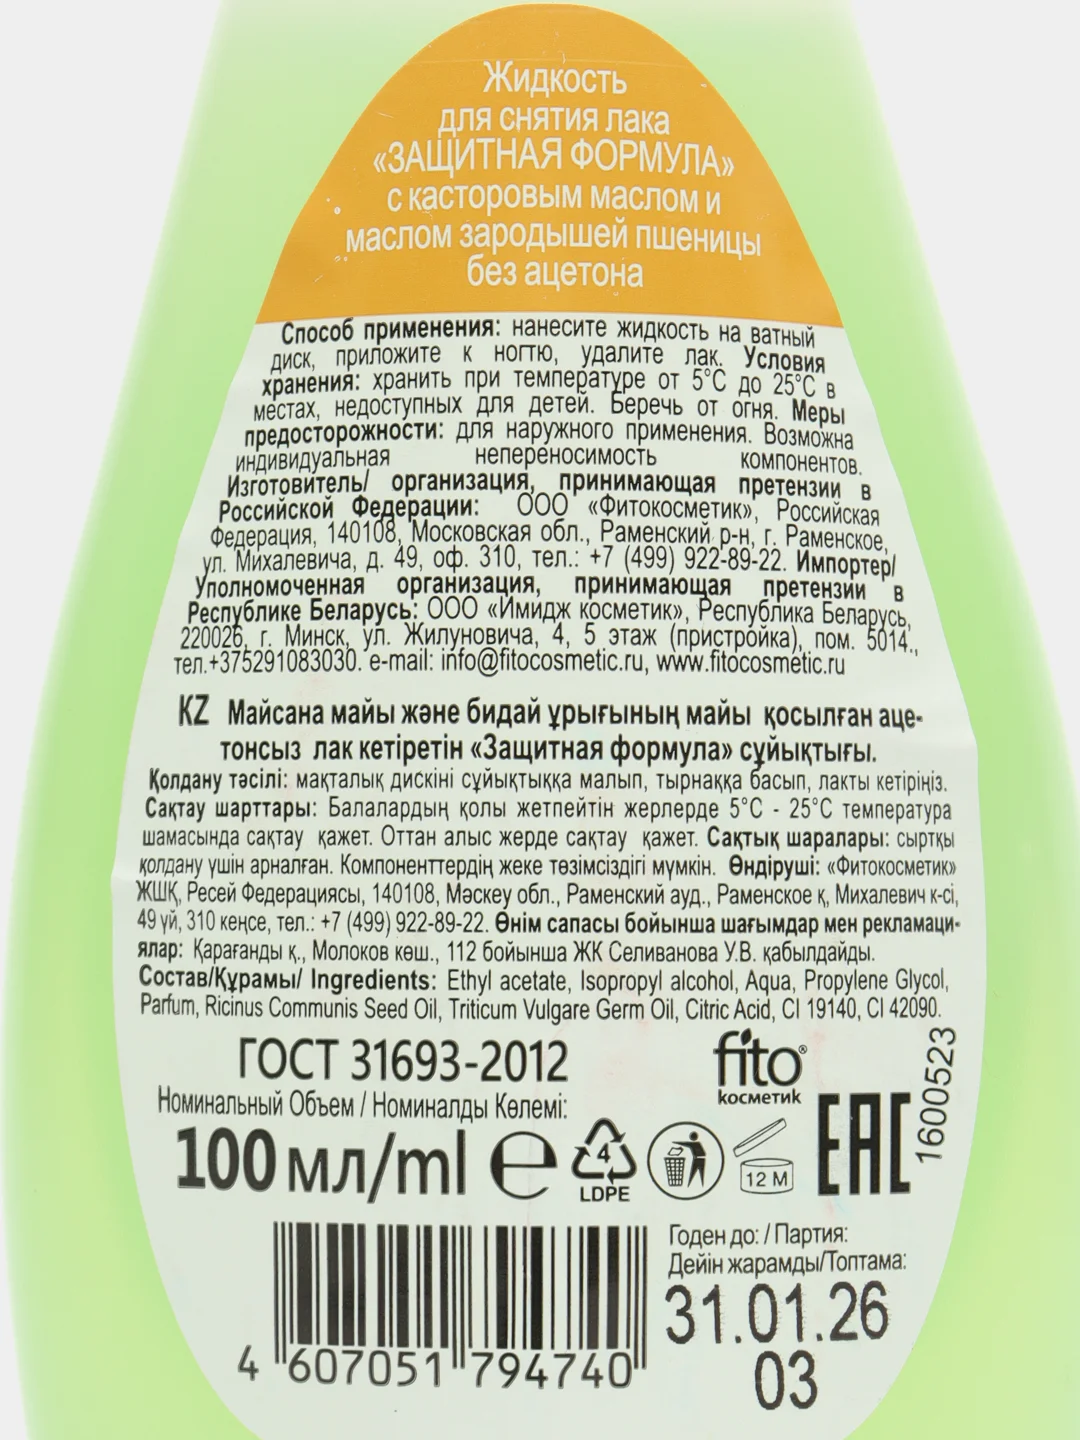 Жидкость
для снятия лака
«ЗАЩИТНАЯ ФОРМУЛА»
с касторовым маслом и
маслом зародышей пшеницы
без ацетона
Способ применения: нанесите жидкость на ватный
диск, приложите к ногтю, удалите лак. Условия
хранения: хранить при температуре от 5°C до 25°C в
местах, недоступных для детей. Беречь от огня. Меры
предосторожности: для наружного применения. Возможна
индивидуальная непереносимость компонентов.
Изготовитель/ организация, принимающая претензии в
Российской Федерации: ООО «Фитокосметик», Российская
Федерация, 140108, Московская обл., Раменский р-н, г. Раменское,
ул. Михалевича, д. 49, оф. 310, тел.: +7 (499) 922-89-22. Импортер/
Уполномоченная организация, принимающая претензии в
Республике Беларусь: ООО «Имидж косметик», Республика Беларусь,
220026, г. Минск, ул. Жилуновича, 4, 5 этаж (пристройка), пом. 5014.,
тел.+375291083030. e-mail: info@fitocosmetic.ru, www.fitocosmetic.ru
KZ Майсана майы және бидай ұрығының майы қосылған аце-
тонсыз лак кетіретін «Защитная формула» сұйықтығы.
Қолдану тәсілі: мақталық дискіні сұйықтыққа малып, тырнаққа басып, лакты кетіріңіз.
Сақтау шарттары: Балалардың қолы жетпейтін жерлерде 5°C - 25°C температура
шамасында сақтау қажет. Оттан алыс жерде сақтау қажет. Сақтық шаралары: сыртқы
қолдану үшін арналған. Компоненттердің жеке төзімсіздігі мүмкін. Өндіруші: «Фитокосметик»
ЖШҚ, Ресей Федерациясы, 140108, Мәскеу обл., Раменский ауд., Раменское қ, Михалевич к-сі,
49 үй, 310 кеңсе, тел.: +7 (499) 922-89-22. Өнім сапасы бойынша шағымдар мен рекламаци-
ялар: Қарағанды қ., Молоков көш., 112 бойынша ЖК Селиванова У.В. қабылдайды.
Состав/Құрамы/ Ingredients: Ethyl acetate, Isopropyl alcohol, Aqua, Propylene Glycol,
Parfum, Ricinus Communis Seed Oil, Triticum Vulgare Germ Oil, Citric Acid, CI 19140, CI 42090.
ГОСТ 31693-2012
fito®
косметик
1600523
Номинальный Объем / Номиналды Көлемі:
100 мл/ml e
4
LDPE
12 M
EAC
4 607051 794740
Годен до: / Партия:
Дейін жарамды/Топтама:
31.01.26
03